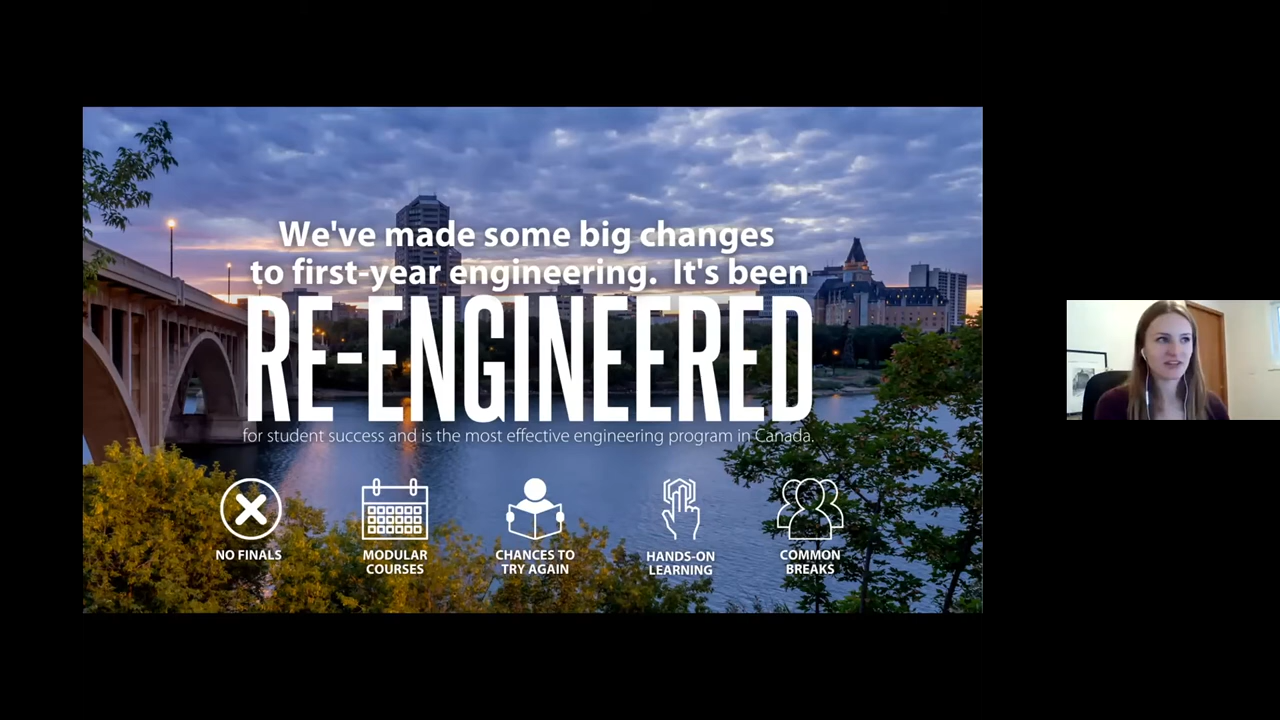 We've made some big changes
to first-year engineering. It's been
RE-ENGINEERED
for student success and is the most effective engineering program in Canada.
NO FINALS
MODULAR
COURSES
CHANCES TO
TRY AGAIN
HANDS-ON
LEARNING
COMMON
BREAKS